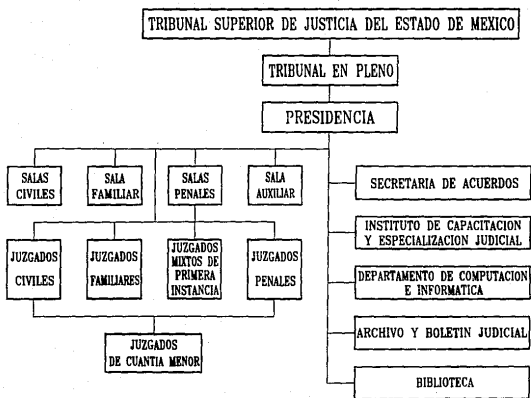 TRIBUNAL SUPERIOR DE JUSTICIA DEL ESTADO DE MEXICO
TRIBUNAL EN PLENO
PRESIDENCIA
SALAS
CIVILES
SALA
FAMILIAR
SALAS
PENALES
SALA
AUXILIAR
JUZGADOS
CIVILES
JUZGADOS
FAMILIARES
JUZGADOS
MIXTOS DE
PRIMERA
INSTANCIA
JUZGADOS
PENALES
JUZGADOS
DE CUANTIA MENOR
SECRETARIA DE ACUERDOS
INSTITUTO DE CAPACITACION
Y ESPECIALIZACION JUDICIAL
DEPARTAMENTO DE COMPUTACION
E INFORMATICA
ARCHIVO Y BOLETIN JUDICIAL
BIBLIOTECA